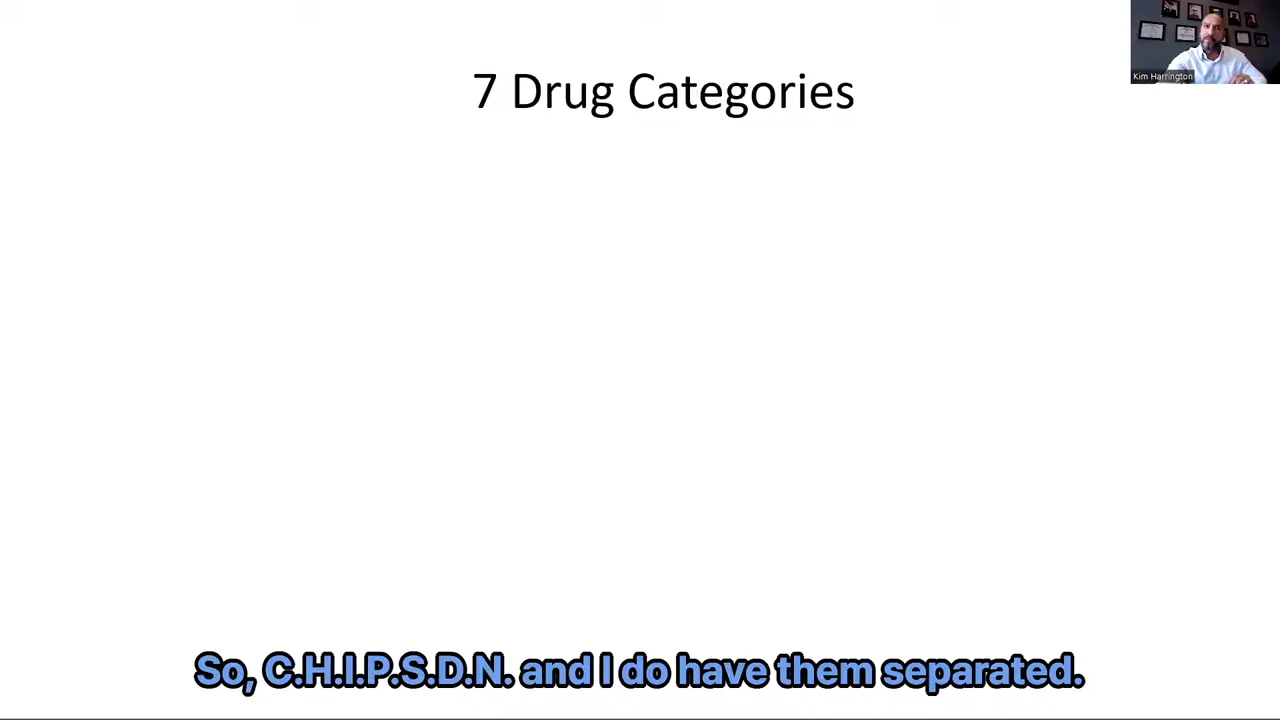 7 Drug Categories
Kim Harrington
So, C.H.I.P.S.D.N. and I do have them separated.